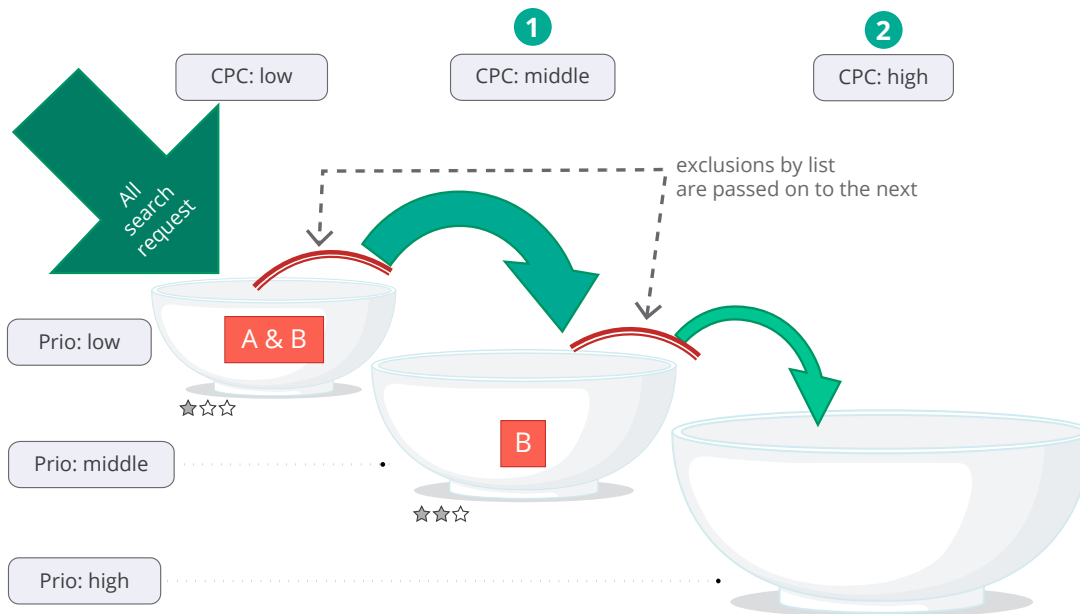 1
2
CPC: low
CPC: middle
CPC: high
exclusions by list
are passed on to the next
All
search
request
Prio: low
A & B
Prio: middle
B
Prio: high